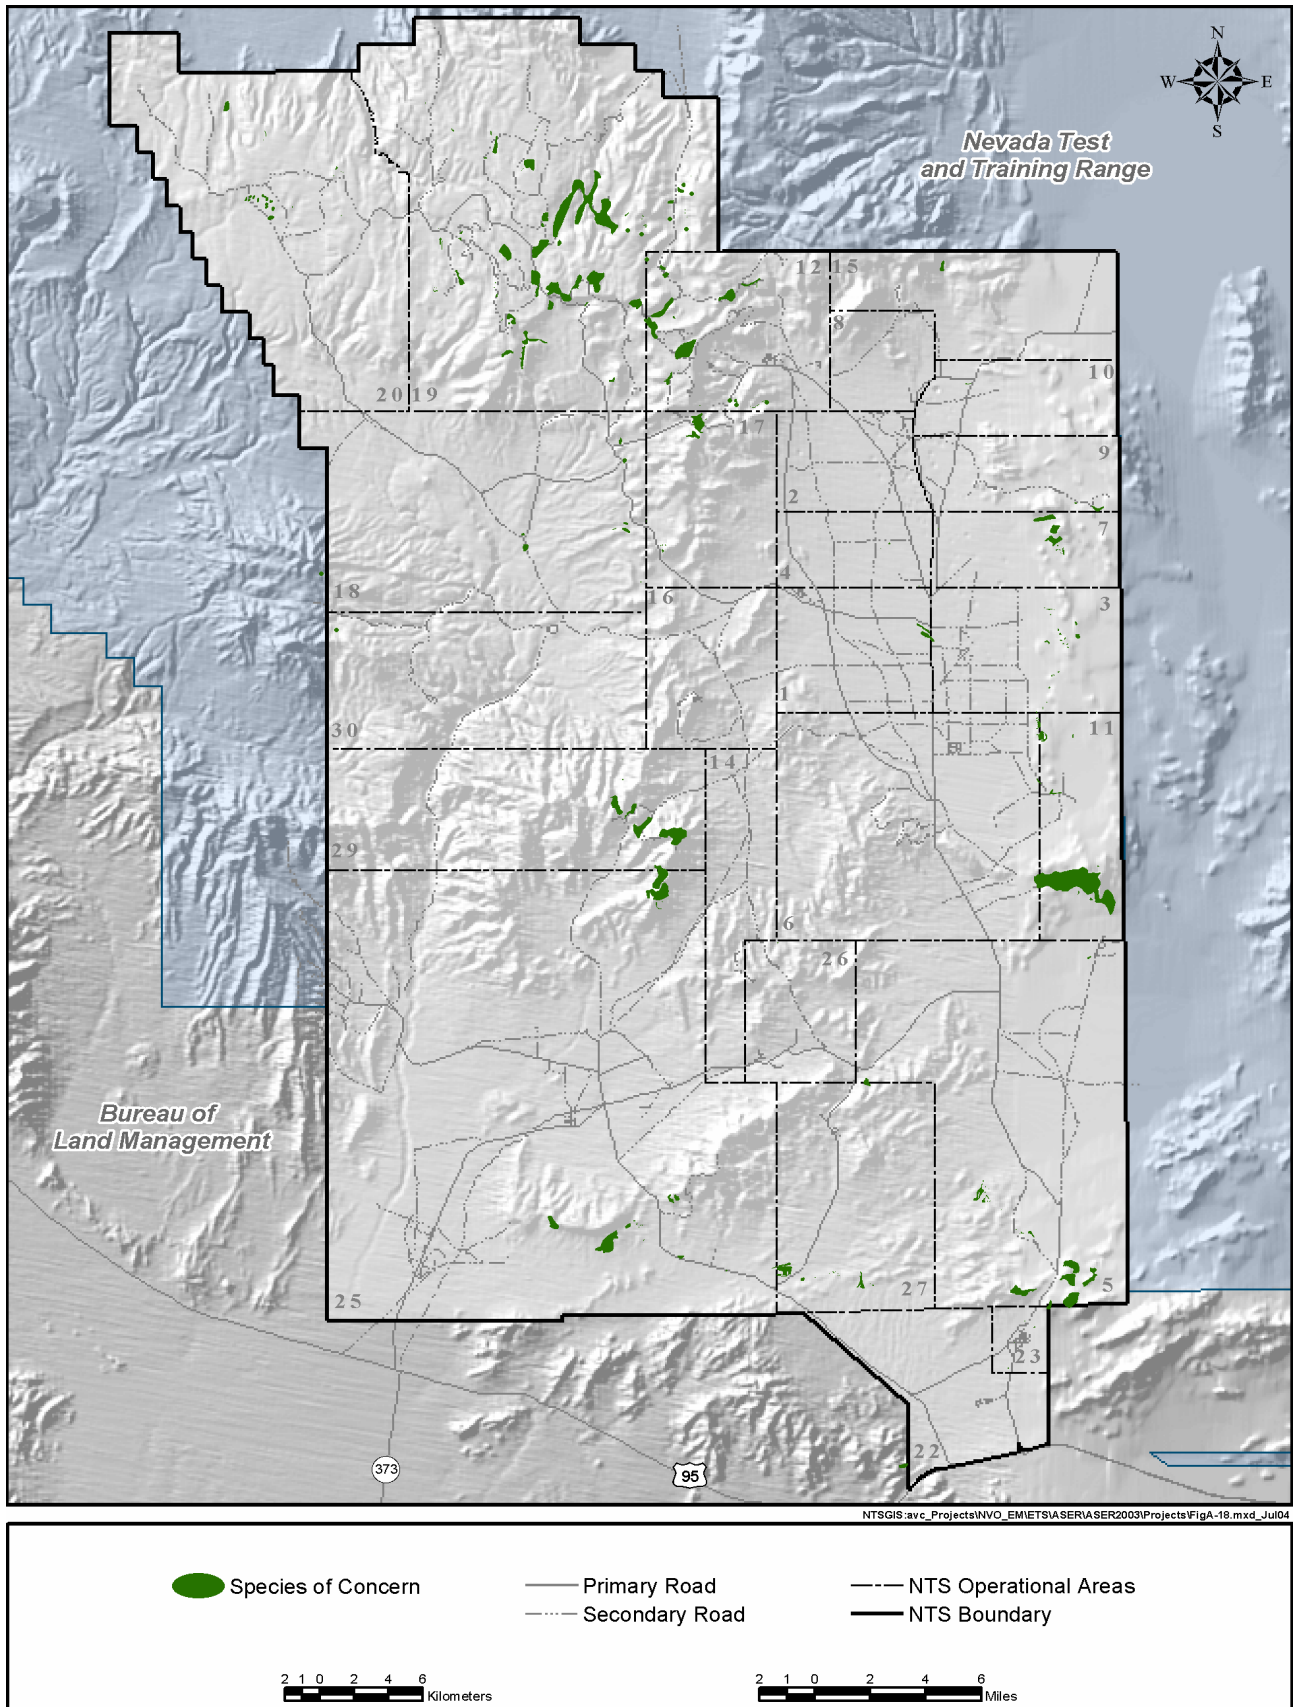 N
W E
S
Nevada Test
and Training Range
12 15
8
10
20 19
17
9
2
7
4
18
16
3
1
30
11
14
29
6
26
Bureau of
Land Management
25
27
5
23
22
373
95
NTSGIS:avc_Projects\NVO_EM\ETS\ASER\ASER2003\Projects\FigA-18.mxd_Jul04
Species of Concern
Primary Road
NTS Operational Areas
Secondary Road
NTS Boundary
2 1 0 2 4 6
Kilometers
2 1 0 2 4 6
Miles